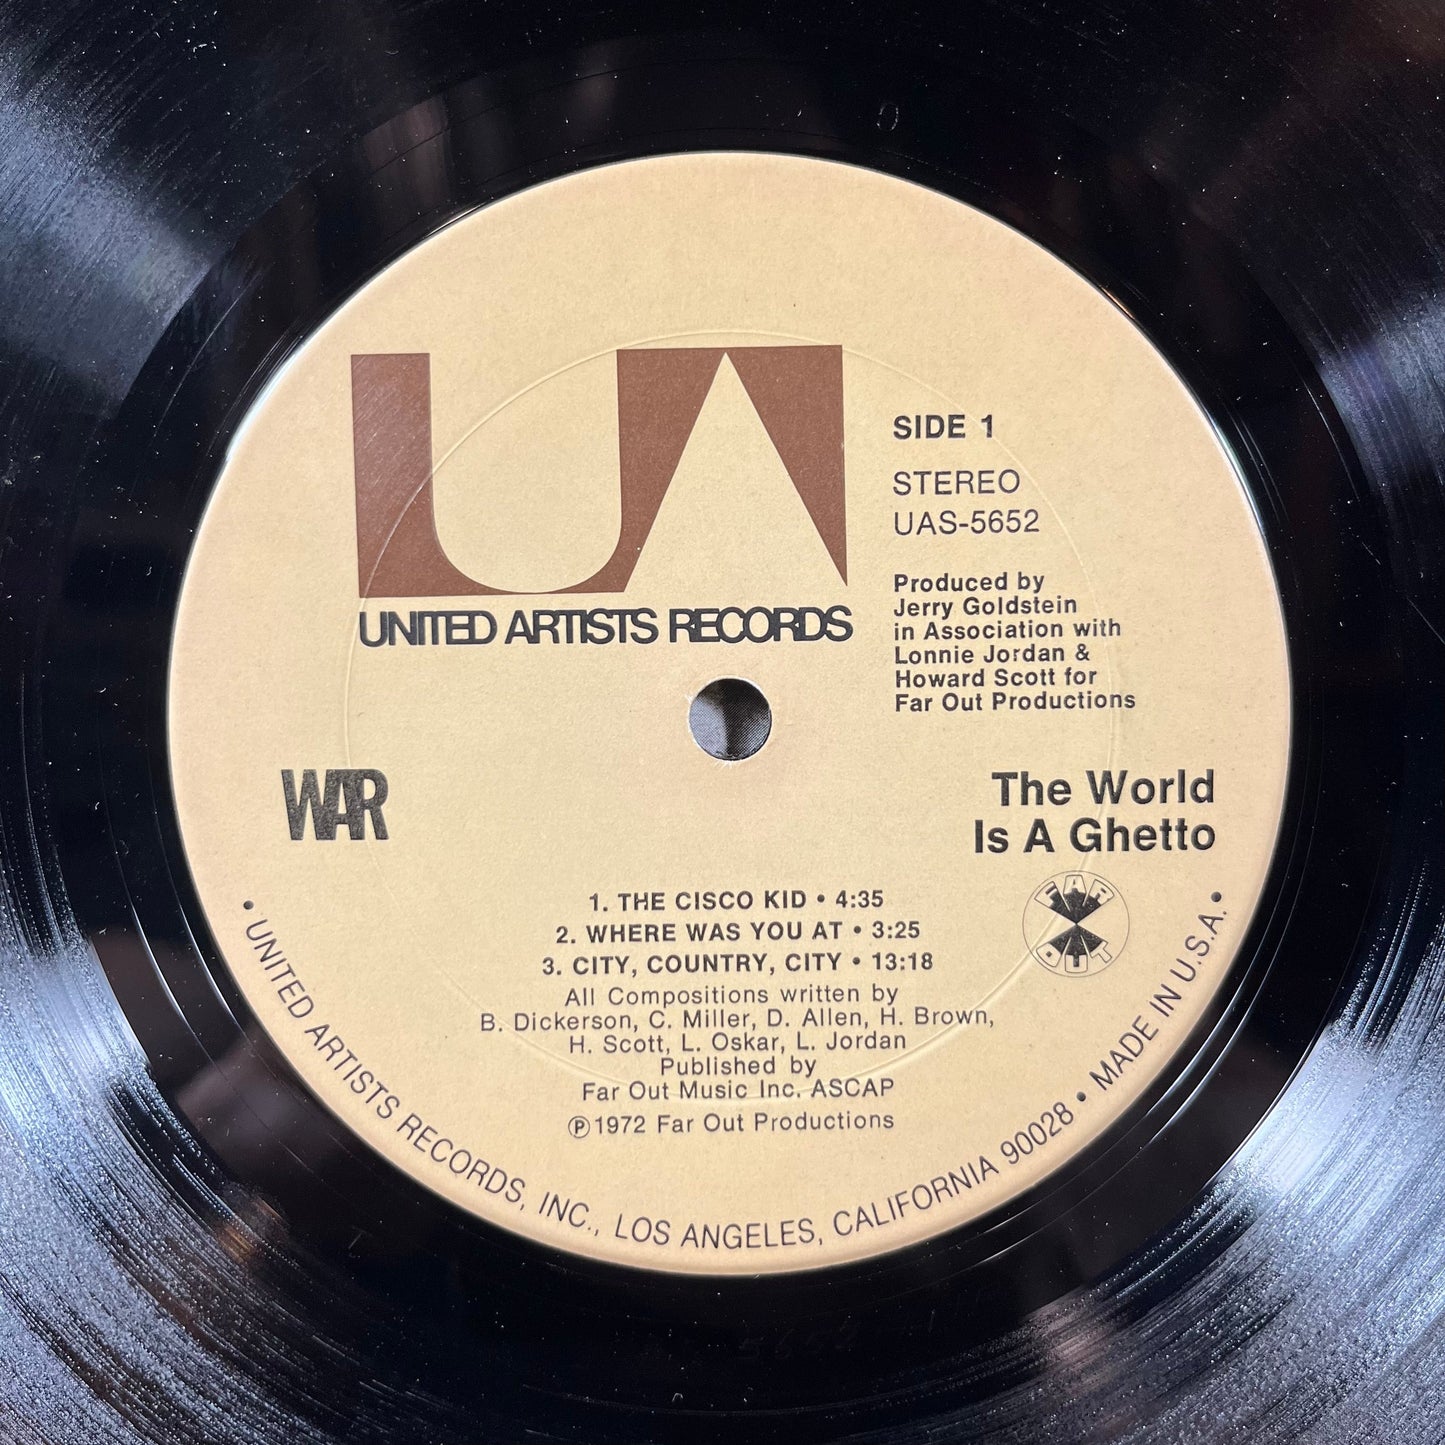 UA
UNITED ARTISTS RECORDS
SIDE 1
STEREO
UAS-5652
Produced by
Jerry Goldstein
in Association with
Lonnie Jordan &
Howard Scott for
Far Out Productions
WAR
The World
Is A Ghetto
1. THE CISCO KID • 4:35
2. WHERE WAS YOU AT • 3:25
3. CITY, COUNTRY, CITY • 13:18
All Compositions written by
B. Dickerson, C. Miller, D. Allen, H. Brown,
H. Scott, L. Oskar, L. Jordan
Published by
Far Out Music Inc. ASCAP
℗1972 Far Out Productions
FAR
OUT
• UNITED ARTISTS RECORDS, INC., LOS ANGELES, CALIFORNIA 90028 • MADE IN U.S.A. •